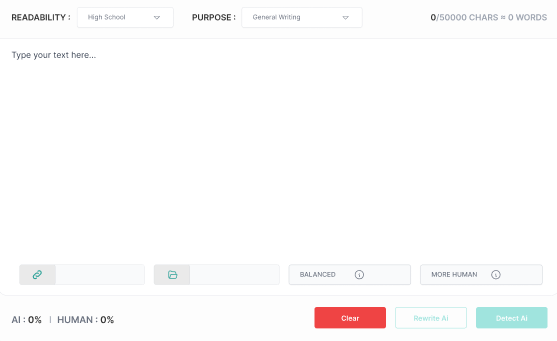 READABILITY : High School PURPOSE : General Writing 0/50000 CHARS ≈ 0 WORDS
Type your text here...
BALANCED MORE HUMAN
AI : 0% | HUMAN : 0% Clear Rewrite AI Detect AI